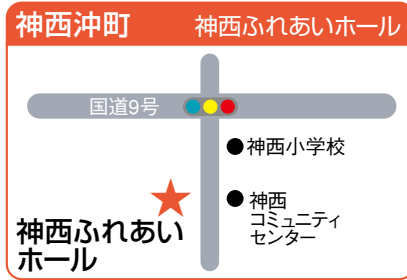 神西沖町 神西ふれあいホール
国道9号
●神西小学校
●神西
コミュニティ
センター
神西ふれあい
ホール